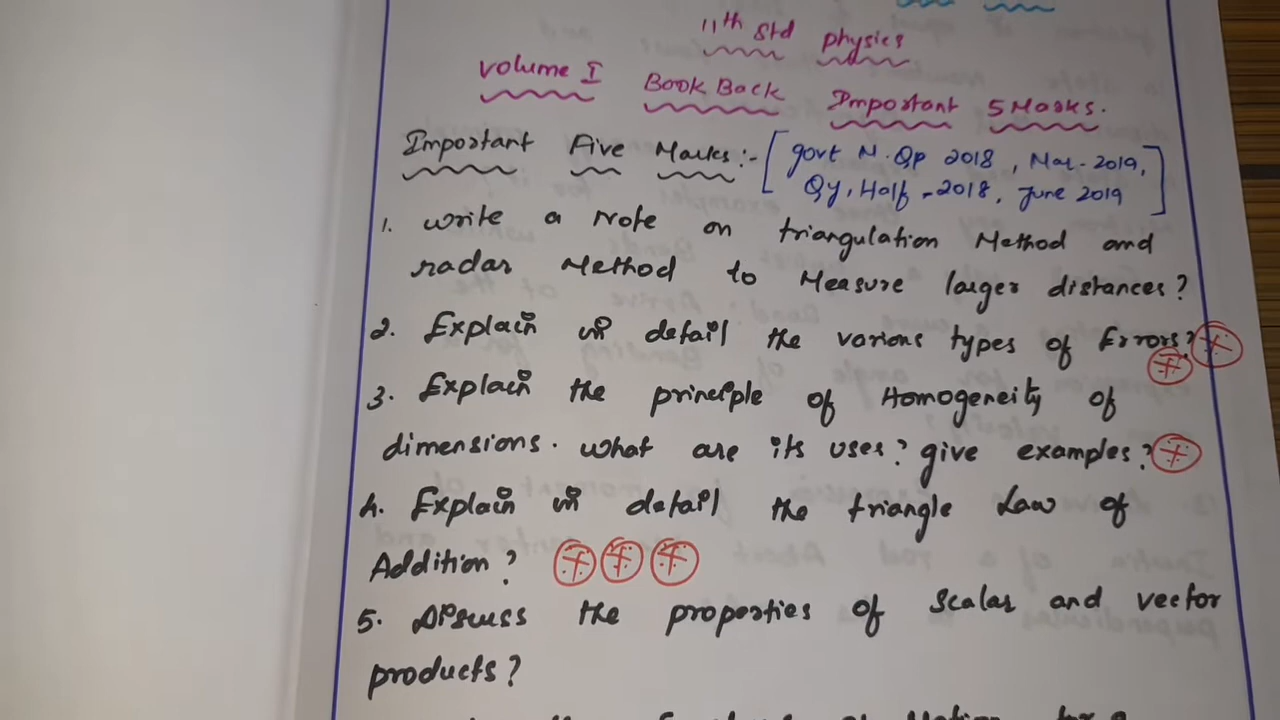 11th Std physics
Volume I Book Back Important 5 Marks.
Important Five Marks:- [govt M.Qp 2018, Mar-2019,
Qy, Half-2018, June 2019]
1. Write a Note on triangulation Method and
radar Method to Measure larger distances?
2. Explain in detail the various types of Errors?
3. Explain the principle of Homogeneity of
dimensions. What are its uses? give examples?
4. Explain in detail the triangle Law of
Addition?
5. Discuss the properties of Scalar and vector
products?